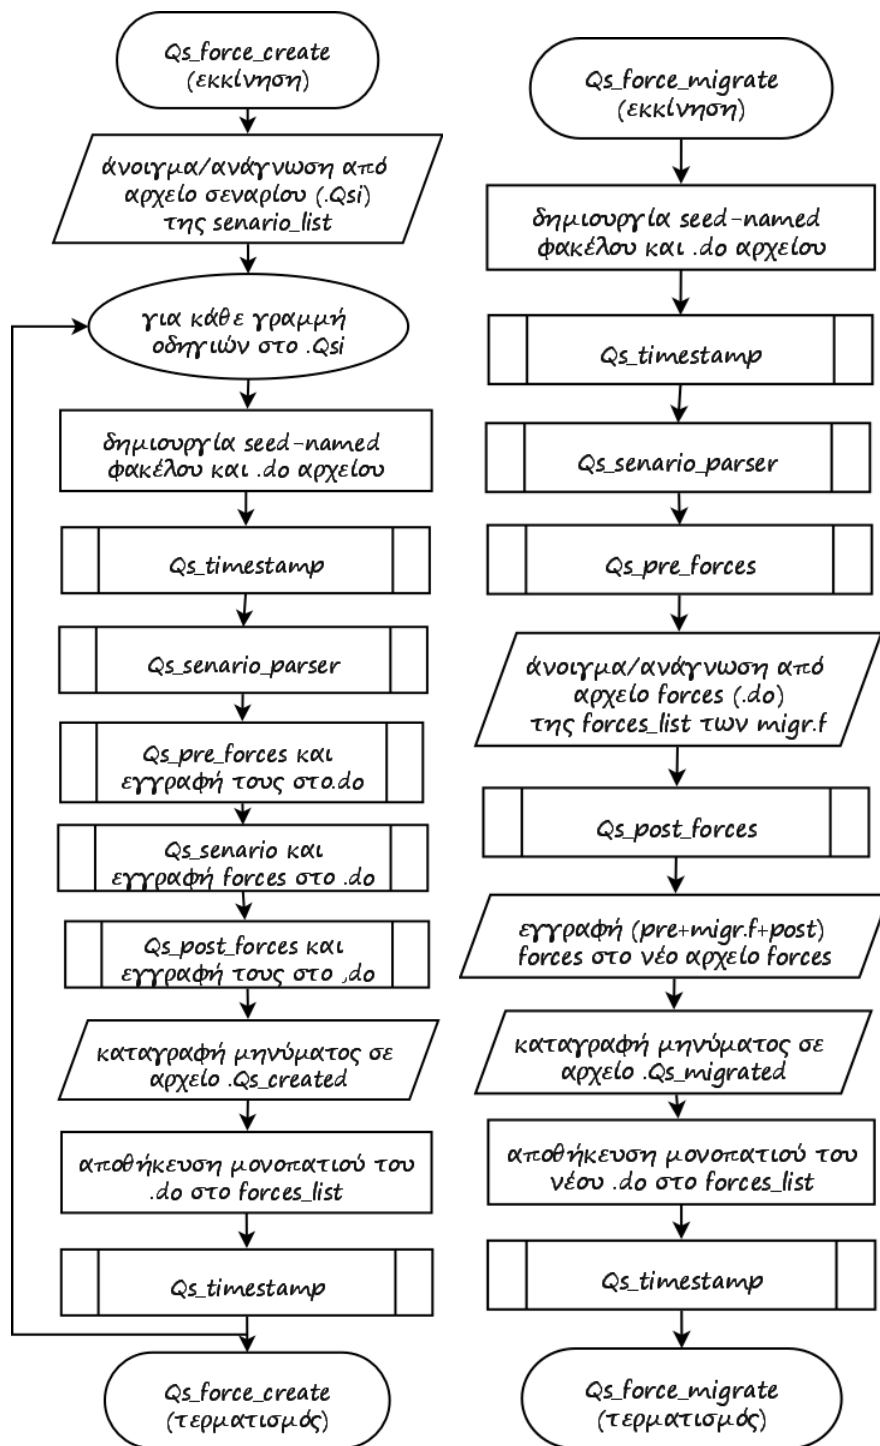 Qs_force_create
(εκκίνηση)
άνοιγμα/ανάγνωση από
αρχείο σεναρίου (.Qsi)
της senario_list
για κάθε γραμμή
οδηγιών στο .Qsi
δημιουργία seed-named
φακέλου και .do αρχείου
Qs_timestamp
Qs_senario_parser
Qs_pre_forces και
εγγραφή τους στο.do
Qs_senario και
εγγραφή forces στο .do
Qs_post_forces και
εγγραφή τους στο ,do
καταγραφή μηνύματος σε
αρχείο .Qs_created
αποθήκευση μονοπατιού του
.do στο forces_list
Qs_timestamp
Qs_force_create
(τερματισμός)
Qs_force_migrate
(εκκίνηση)
δημιουργία seed-named
φακέλου και .do αρχείου
Qs_timestamp
Qs_senario_parser
Qs_pre_forces
άνοιγμα/ανάγνωση από
αρχείο forces (.do)
της forces_list των migr.f
Qs_post_forces
εγγραφή (pre+migr.f+post)
forces στο νέο αρχείο forces
καταγραφή μηνύματος σε
αρχείο .Qs_migrated
αποθήκευση μονοπατιού του
νέου .do στο forces_list
Qs_timestamp
Qs_force_migrate
(τερματισμός)